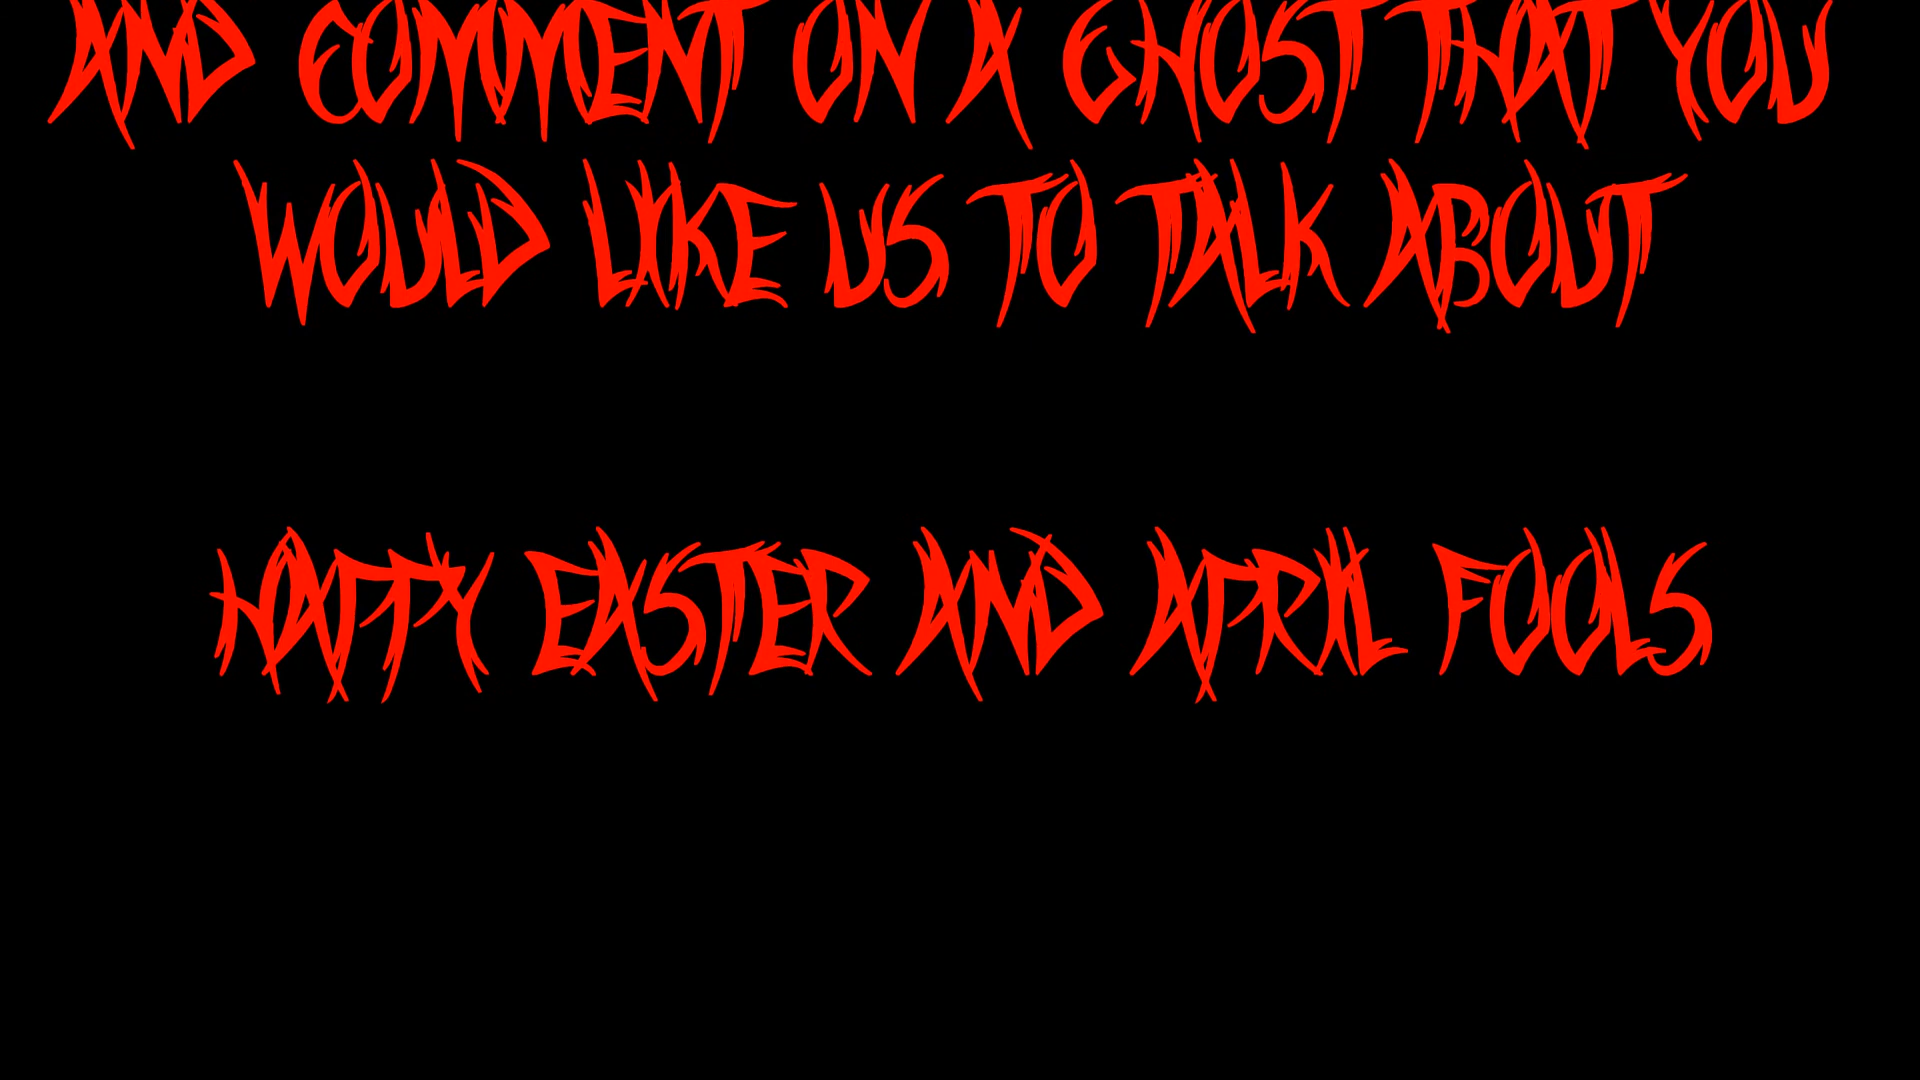 AND COMMENT ON A GHOST THAT YOU
WOULD LIKE US TO TALK ABOUT
HAPPY EASTER AND APRIL FOOLS